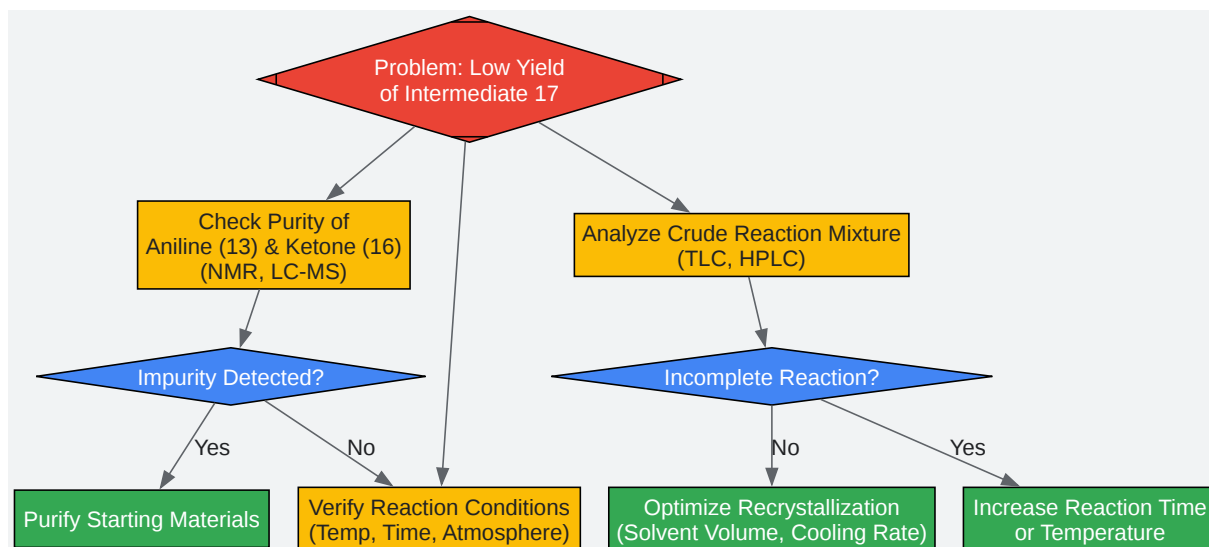 Problem: Low Yield
of Intermediate 17
Check Purity of
Aniline (13) & Ketone (16)
(NMR, LC-MS)
Analyze Crude Reaction Mixture
(TLC, HPLC)
Impurity Detected?
Incomplete Reaction?
Yes
No
No
Yes
Purify Starting Materials
Verify Reaction Conditions
(Temp, Time, Atmosphere)
Optimize Recrystallization
(Solvent Volume, Cooling Rate)
Increase Reaction Time
or Temperature